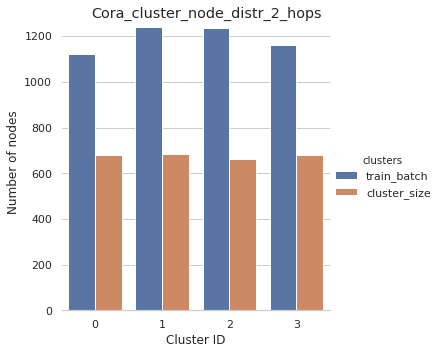 Cora_cluster_node_distr_2_hops
1200
1000
800
600
400
200
0
Number of nodes
0 1 2 3
Cluster ID
clusters
train_batch
cluster_size